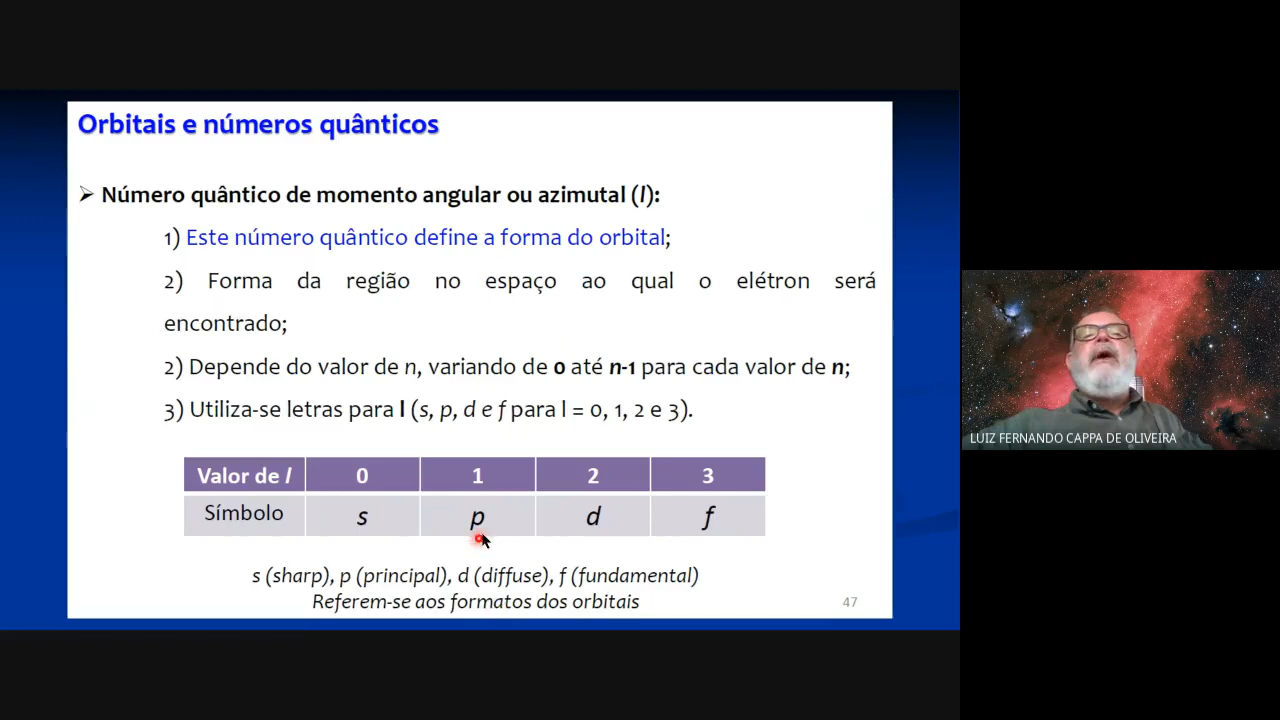 Orbitais e números quânticos
➢ Número quântico de momento angular ou azimutal (l):
1) Este número quântico define a forma do orbital;
2) Forma da região no espaço ao qual o elétron será
encontrado;
2) Depende do valor de n, variando de 0 até n-1 para cada valor de n;
3) Utiliza-se letras para l (s, p, d e f para l = 0, 1, 2 e 3).
Valor de l 0 1 2 3
Símbolo s p d f
s (sharp), p (principal), d (diffuse), f (fundamental)
Referem-se aos formatos dos orbitais
47
LUIZ FERNANDO CAPPA DE OLIVEIRA